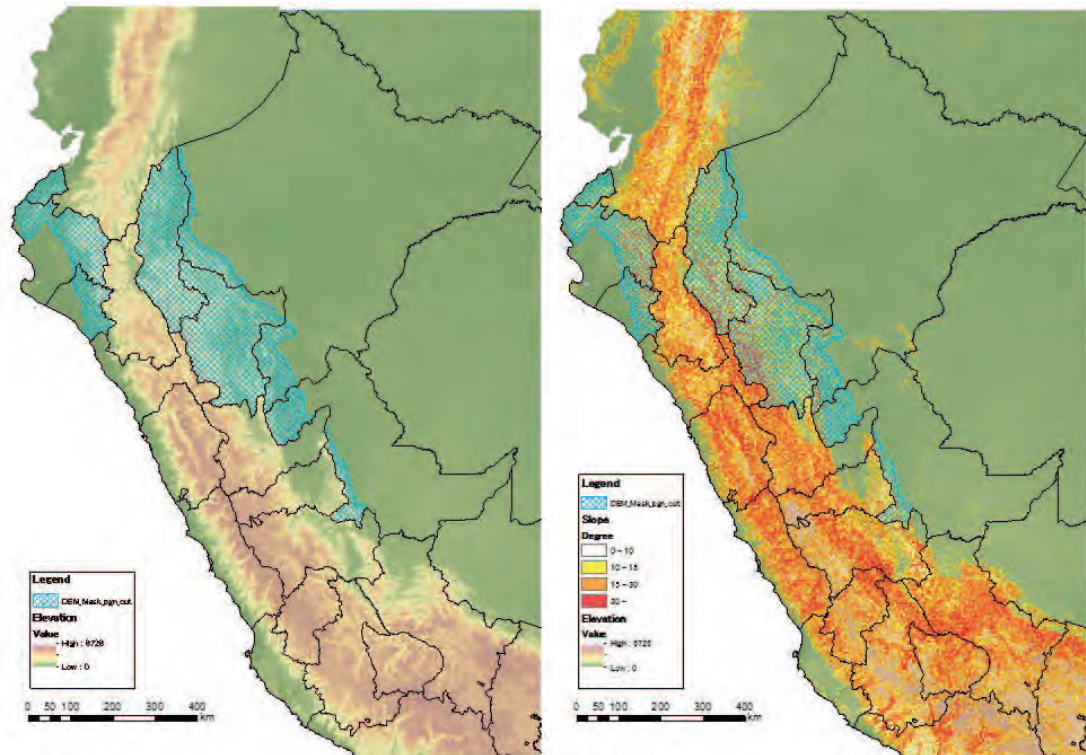 Legend
DEM_Mask_pgn_cut
Elevation
Value
High : 6728
Low : 0
0 50 100 200 300 400
km
Legend
DEM_Mask_pgn_cut
Slope
Degree
0 - 10
10 - 15
15 - 30
30 -
Elevation
Value
High : 6728
Low : 0
0 50 100 200 300 400
km